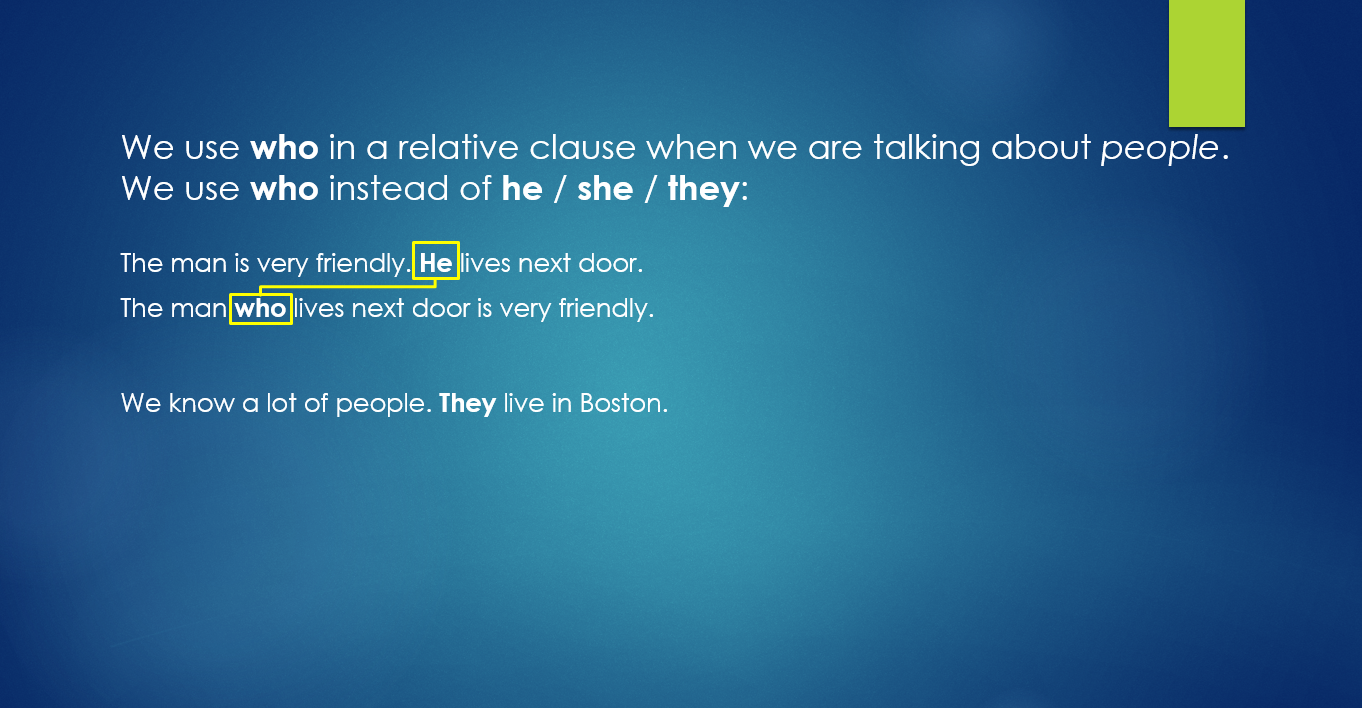 We use who in a relative clause when we are talking about people.
We use who instead of he / she / they:
The man is very friendly. He lives next door.
The man who lives next door is very friendly.
We know a lot of people. They live in Boston.